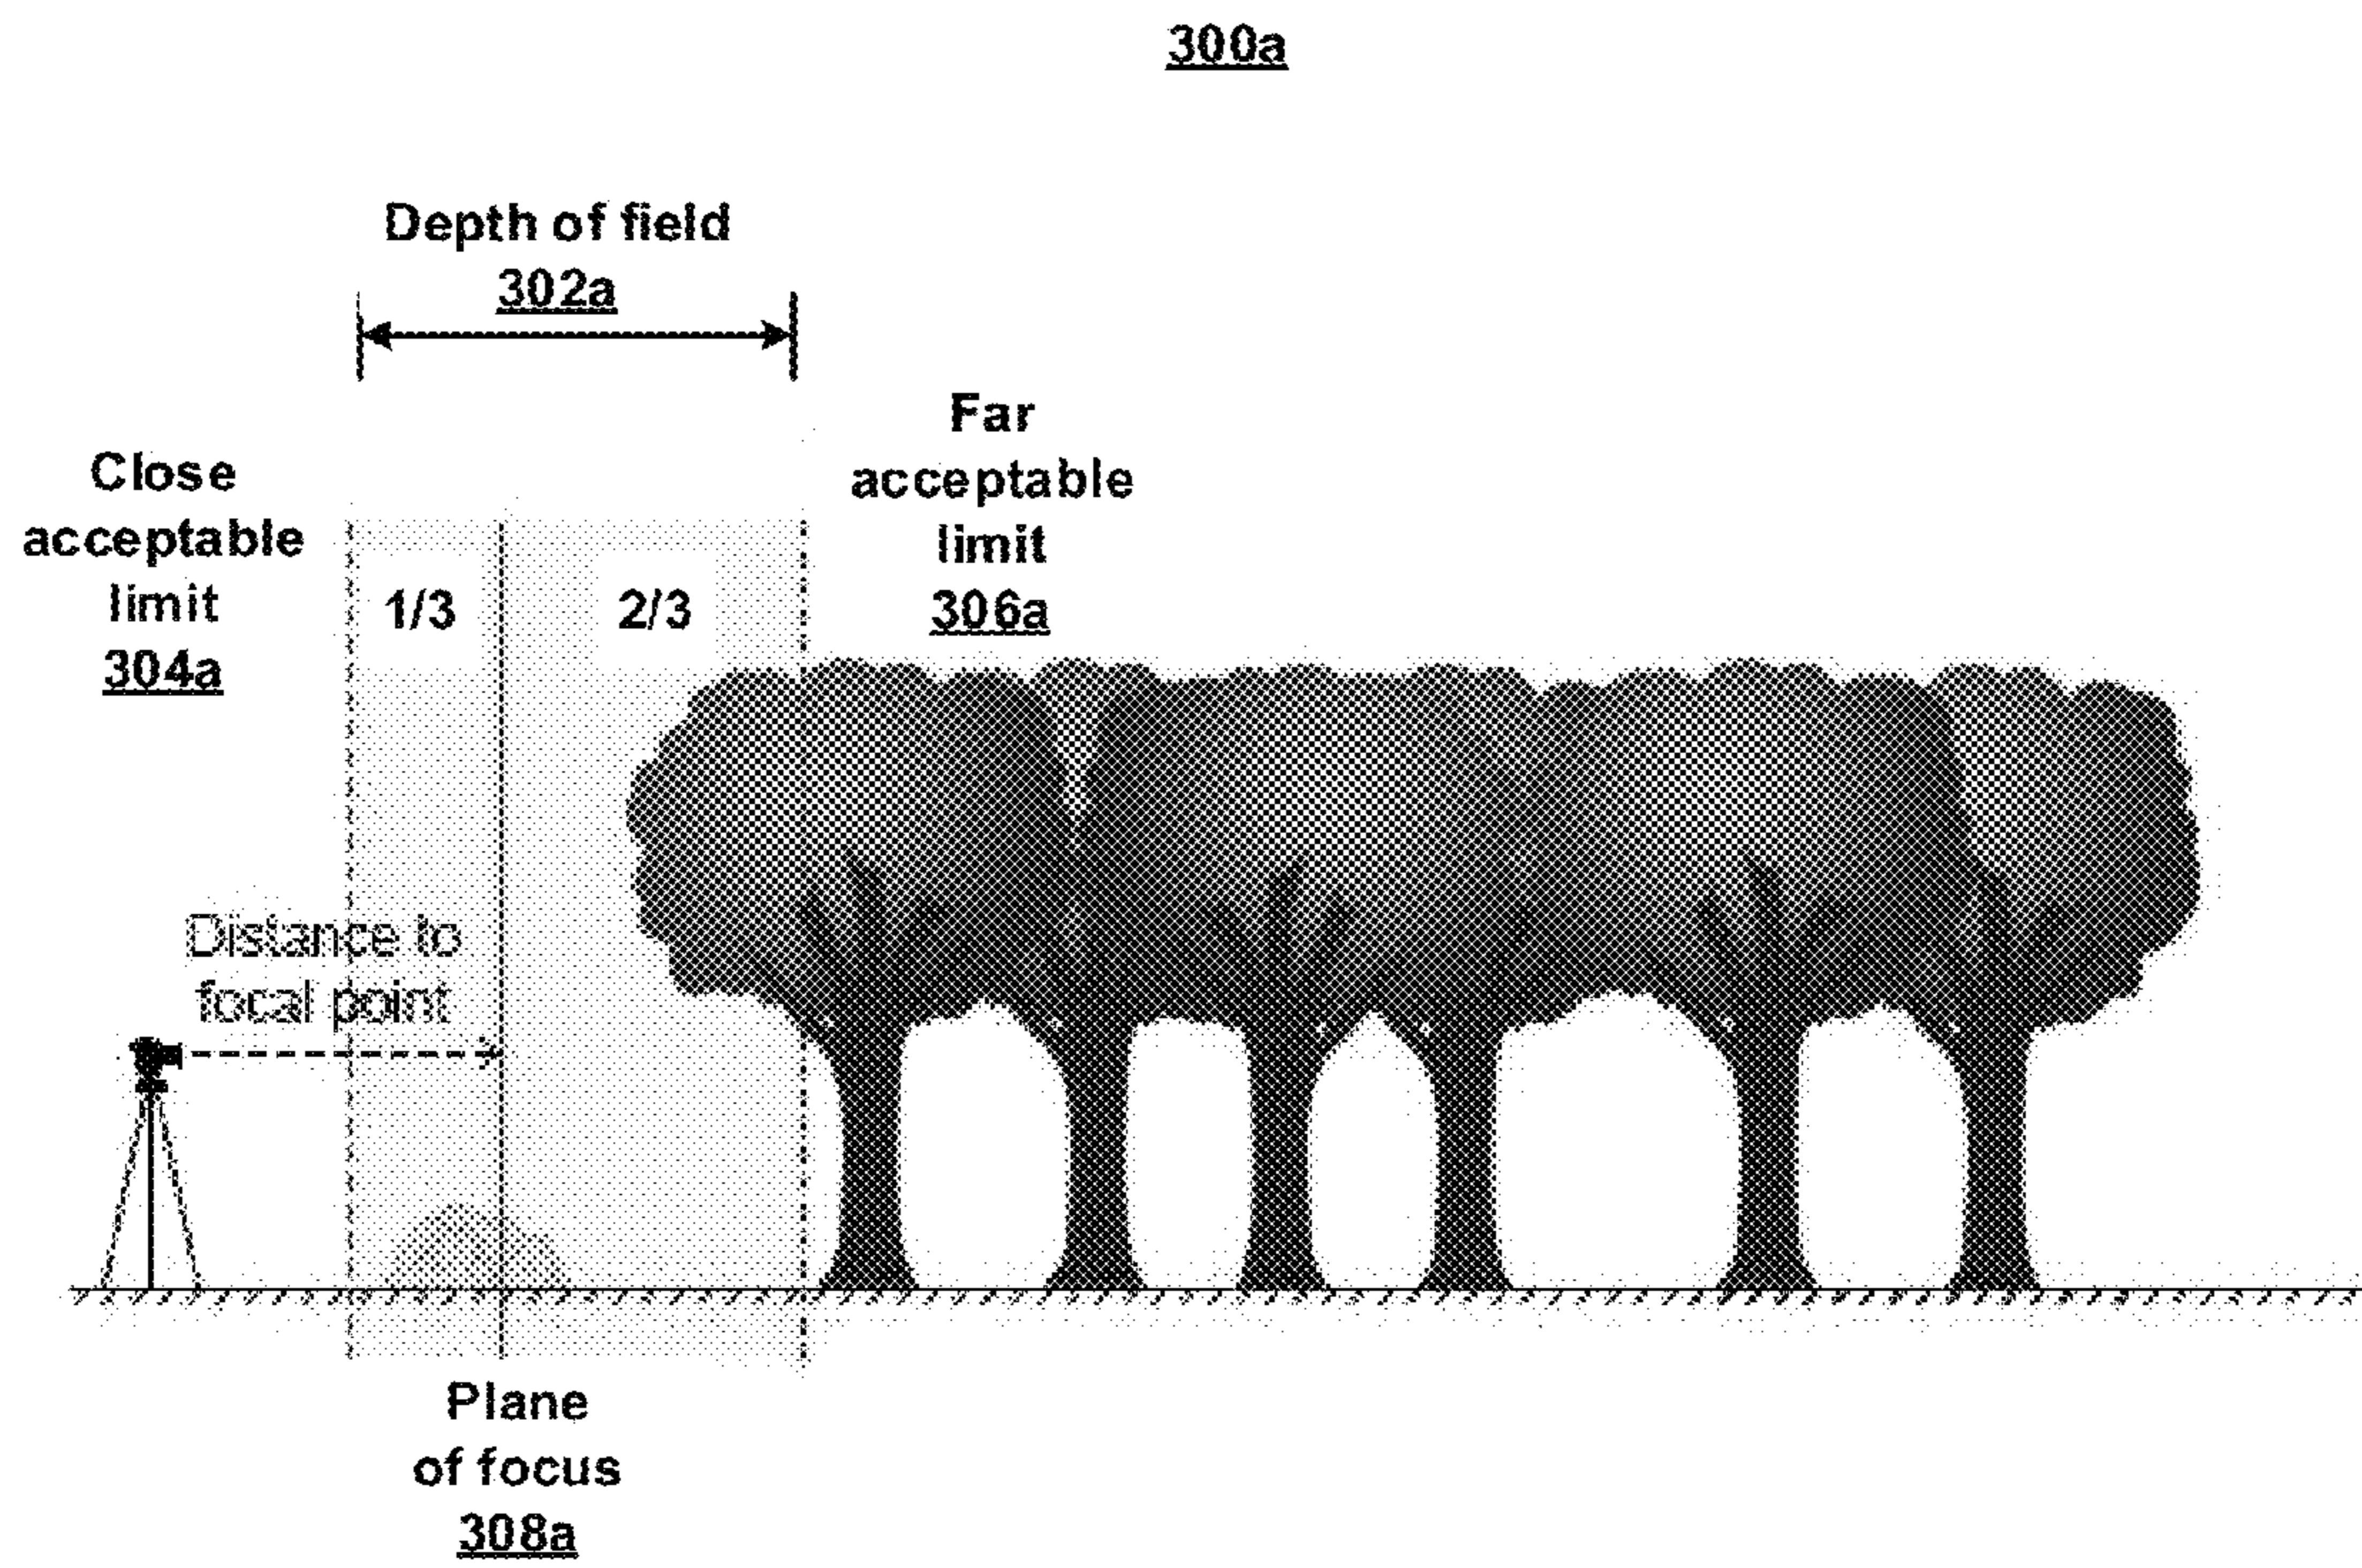 300a
Depth of field
302a
Close
acceptable
limit
304a
Far
acceptable
limit
306a
1/3
2/3
Distance to
focal point
Plane
of focus
308a